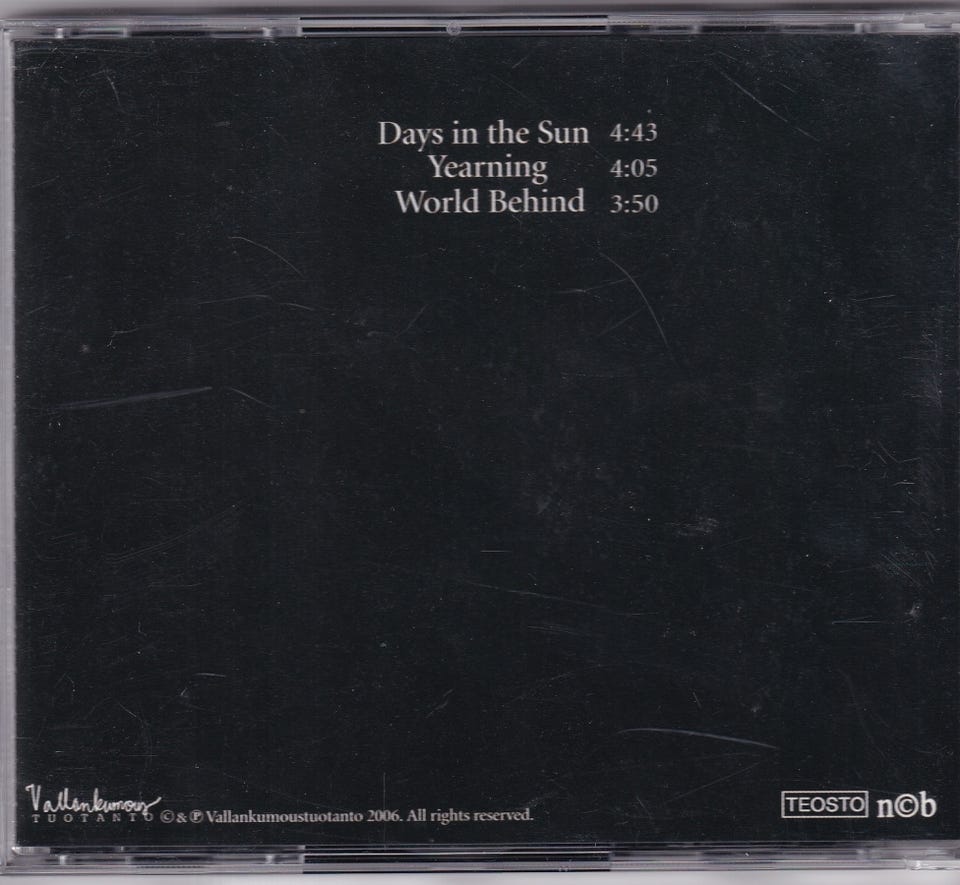 Days in the Sun 4:43
Yearning 4:05
World Behind 3:50
Vallankumous
TUOTANTO © & ℗ Vallankumoustuotanto 2006. All rights reserved.
TEOSTO n©b